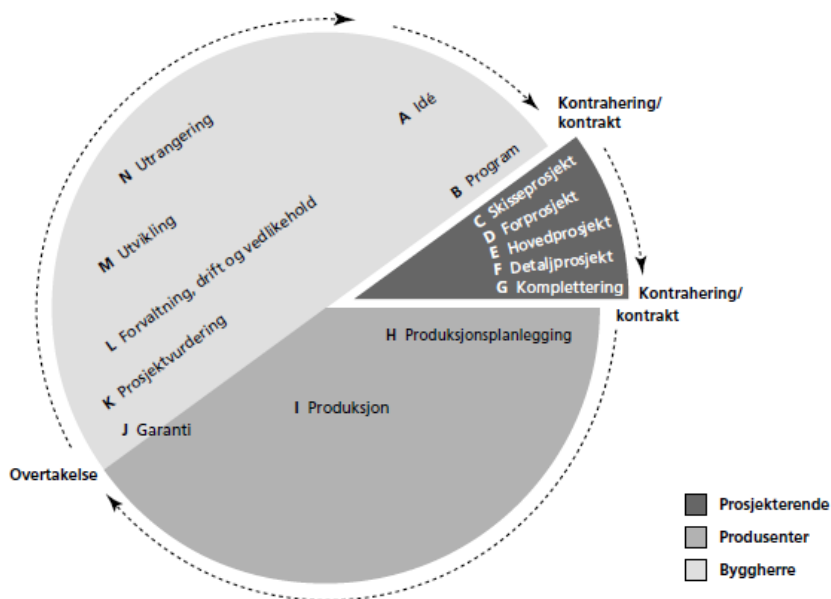 A Idé
B Program
Kontrahering/
kontrakt
C Skisseprosjekt
D Forprosjekt
E Hovedprosjekt
F Detaljprosjekt
G Komplettering
Kontrahering/
kontrakt
H Produksjonsplanlegging
I Produksjon
J Garanti
Overtakelse
K Prosjektvurdering
L Forvaltning, drift og vedlikehold
M Utvikling
N Utrangering
Prosjekterende
Produsenter
Byggherre